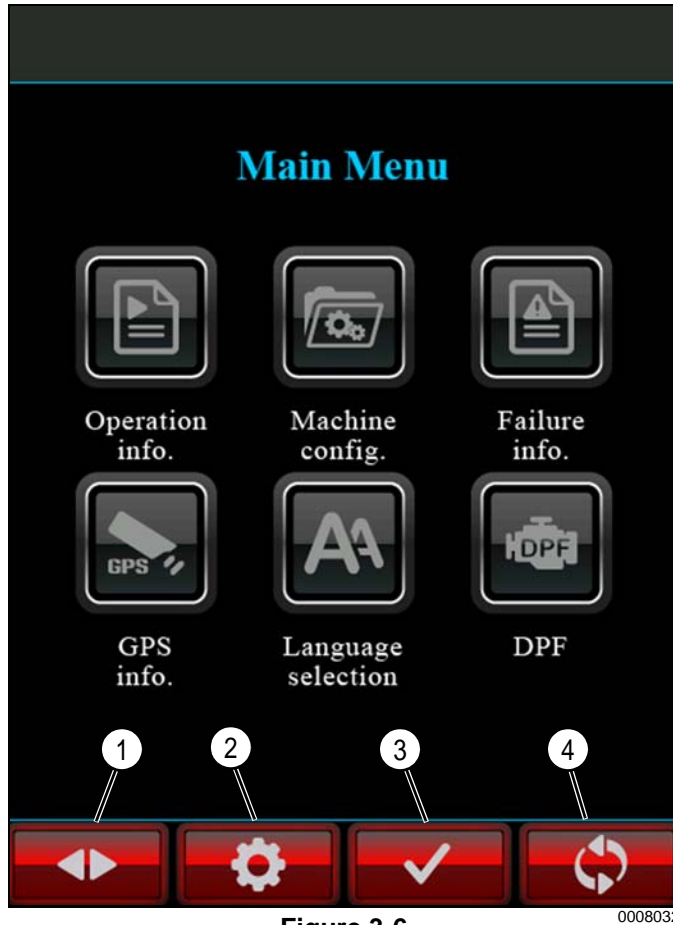 Main Menu
Operation
info.
Machine
config.
Failure
info.
GPS
DPF
GPS
info.
Language
selection
DPF
1
2
3
4
Figure 3-6
0008032